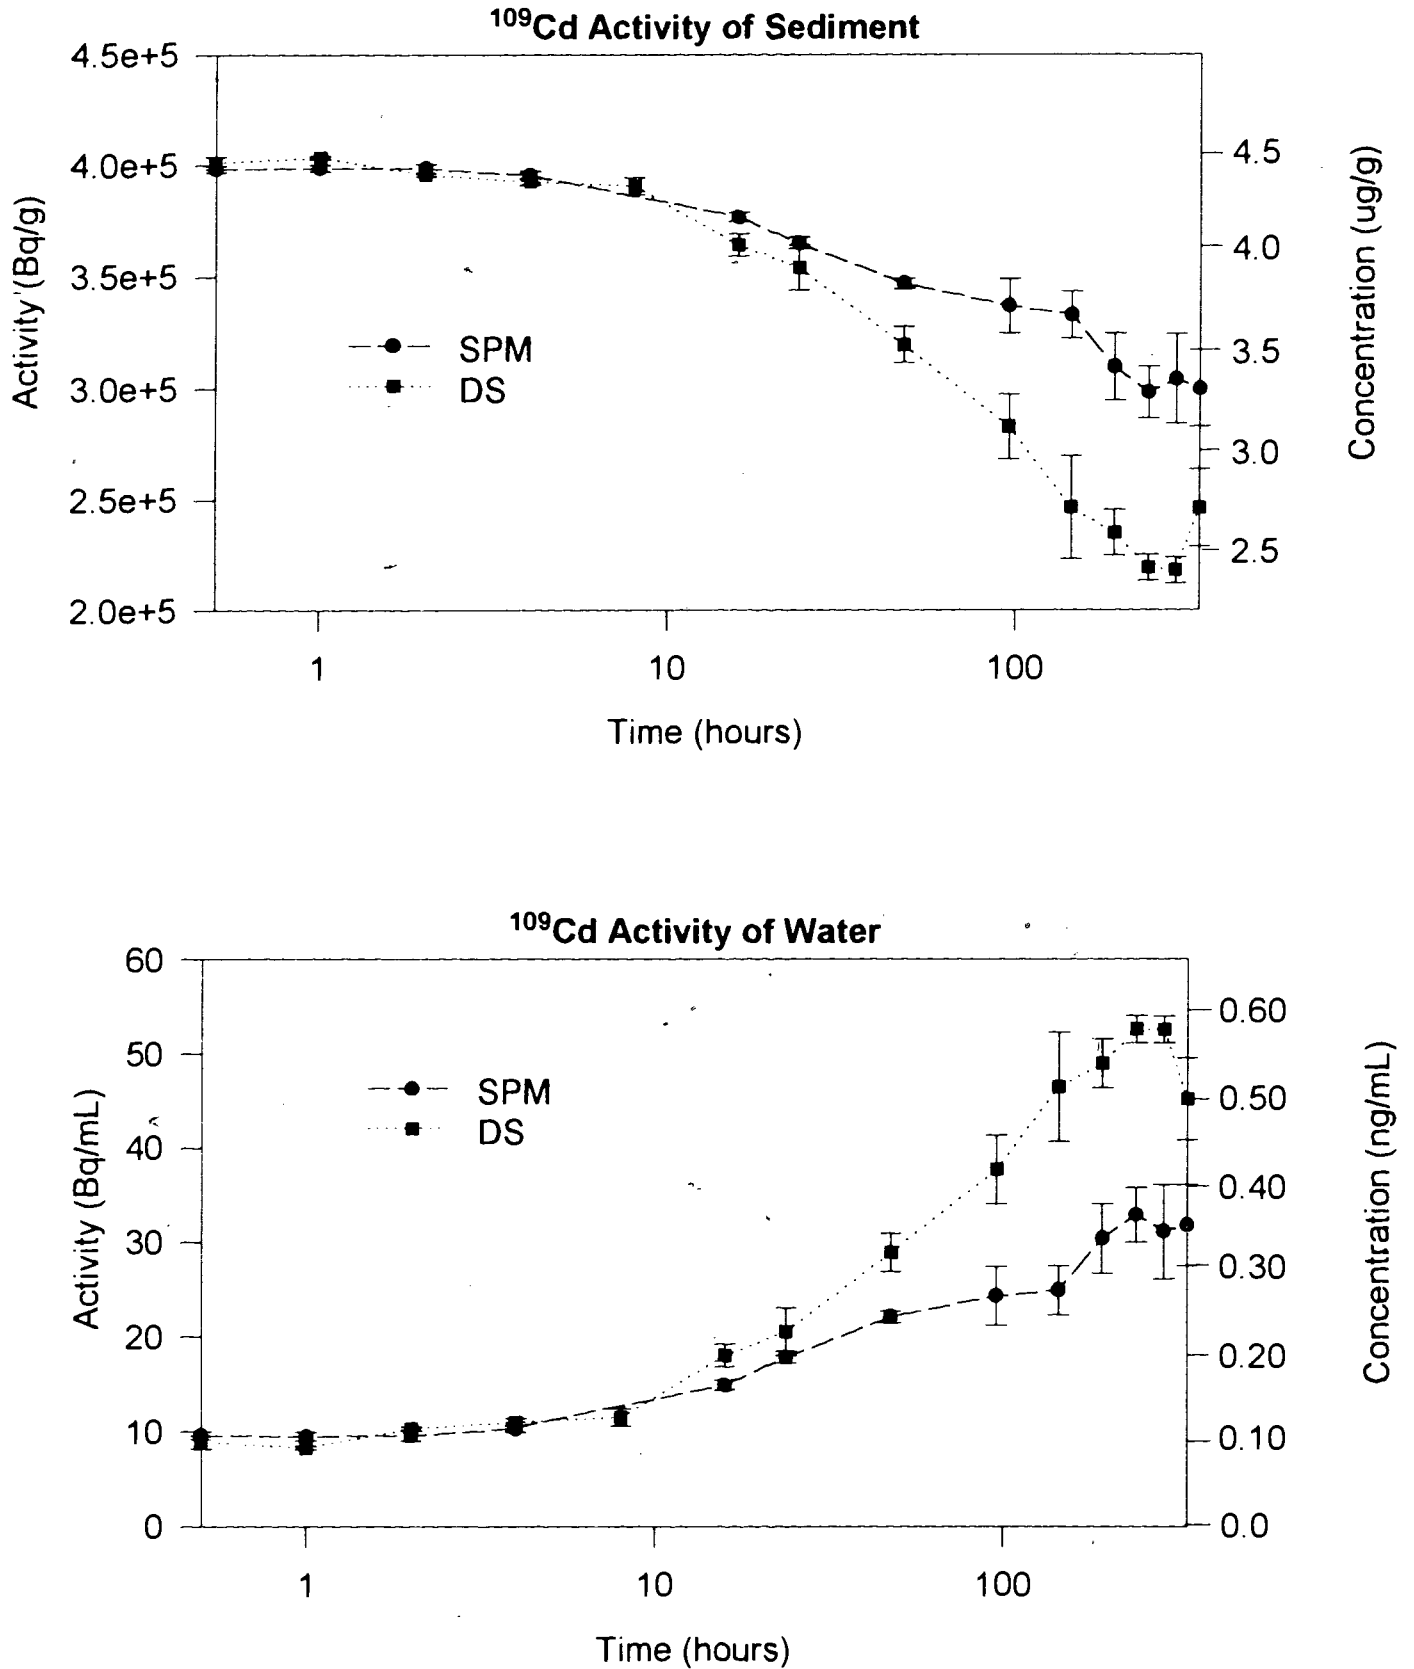 ¹⁰⁹Cd Activity of Sediment
4.5e+5
4.0e+5
3.5e+5
3.0e+5
2.5e+5
2.0e+5
Activity (Bq/g)
SPM
DS
4.5
4.0
3.5
3.0
2.5
Concentration (ug/g)
1 10 100
Time (hours)
¹⁰⁹Cd Activity of Water
60
50
40
30
20
10
0
Activity (Bq/mL)
SPM
DS
0.60
0.50
0.40
0.30
0.20
0.10
0.0
Concentration (ng/mL)
1 10 100
Time (hours)